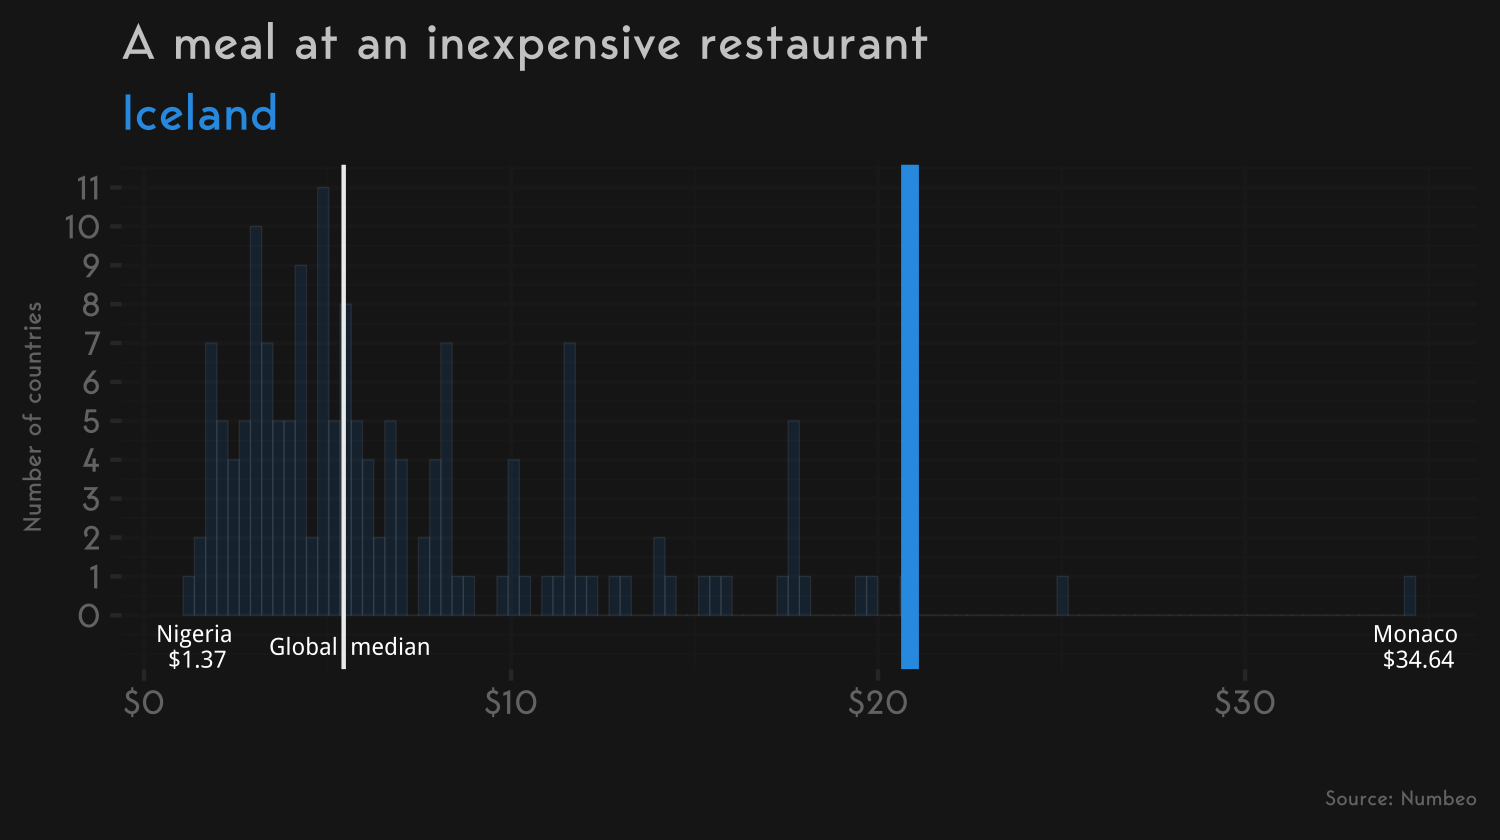 A meal at an inexpensive restaurant
Iceland
Number of countries
11
10
9
8
7
6
5
4
3
2
1
0
Nigeria
$1.37
Global median
Monaco
$34.64
$0 $10 $20 $30
Source: Numbeo